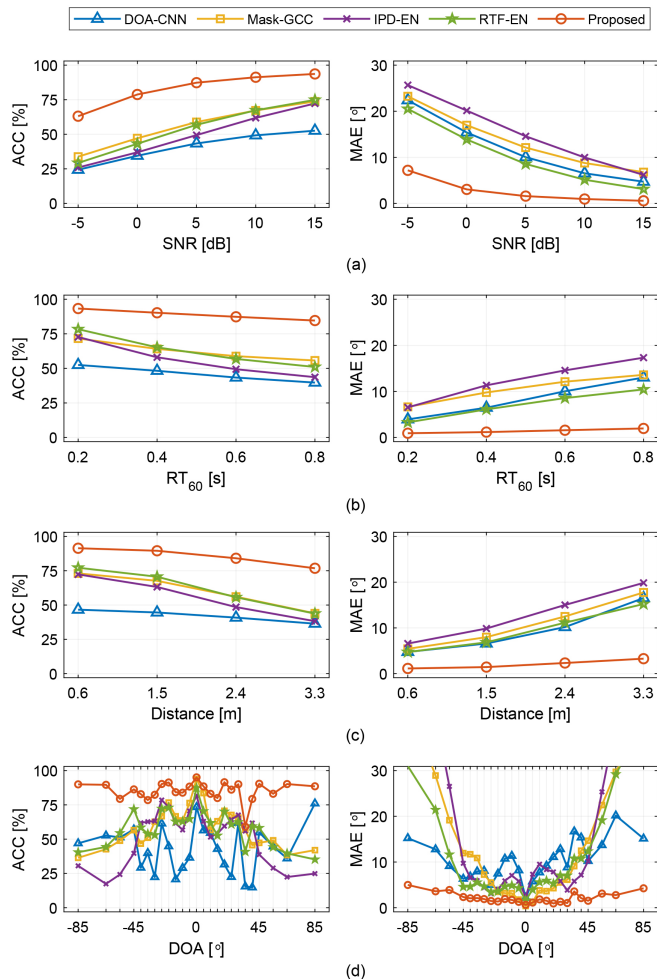 DOA-CNN Mask-GCC IPD-EN RTF-EN Proposed
100
75
50
25
0
ACC [%]
-5 0 5 10 15
SNR [dB]
30
20
10
0
MAE [°]
-5 0 5 10 15
SNR [dB]
(a)
100
75
50
25
0
ACC [%]
0.2 0.4 0.6 0.8
RT60 [s]
30
20
10
0
MAE [°]
0.2 0.4 0.6 0.8
RT60 [s]
(b)
100
75
50
25
0
ACC [%]
0.6 1.5 2.4 3.3
Distance [m]
30
20
10
0
MAE [°]
0.6 1.5 2.4 3.3
Distance [m]
(c)
100
75
50
25
0
ACC [%]
-85 -45 0 45 85
DOA [°]
30
20
10
0
MAE [°]
-85 -45 0 45 85
DOA [°]
(d)